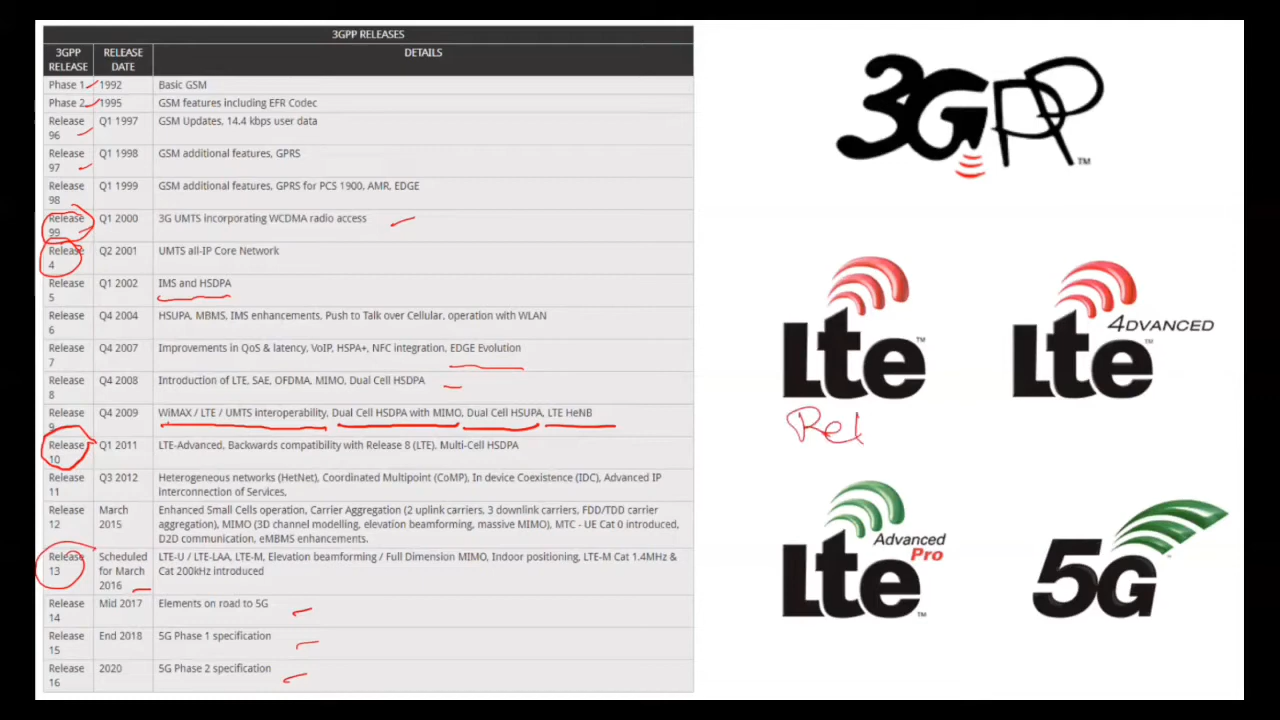 3GPP RELEASES
3GPP RELEASE DATE DETAILS
RELEASE
Phase 1 1992 Basic GSM
Phase 2 1995 GSM features including EFR Codec
Release Q1 1997 GSM Updates, 14.4 kbps user data
96
Release Q1 1998 GSM additional features, GPRS
97
Release Q1 1999 GSM additional features, GPRS for PCS 1900, AMR, EDGE
98
Release Q1 2000 3G UMTS incorporating WCDMA radio access
99
Release Q2 2001 UMTS all-IP Core Network
4
Release Q1 2002 IMS and HSDPA
5
Release Q4 2004 HSUPA, MBMS, IMS enhancements, Push to Talk over Cellular, operation with WLAN
6
Release Q4 2007 Improvements in QoS & latency, VoIP, HSPA+, NFC integration, EDGE Evolution
7
Release Q4 2008 Introduction of LTE, SAE, OFDMA, MIMO, Dual Cell HSDPA
8
Release Q4 2009 WiMAX / LTE / UMTS interoperability, Dual Cell HSDPA with MIMO, Dual Cell HSUPA, LTE HeNB
9
Release Q1 2011 LTE-Advanced, Backwards compatibility with Release 8 (LTE), Multi-Cell HSDPA
10
Release Q3 2012 Heterogeneous networks (HetNet), Coordinated Multipoint (CoMP), In device Coexistence (IDC), Advanced IP
11 Interconnection of Services,
Release March Enhanced Small Cells operation, Carrier Aggregation (2 uplink carriers, 3 downlink carriers, FDD/TDD carrier
12 2015 aggregation), MIMO (3D channel modelling, elevation beamforming, massive MIMO), MTC - UE Cat 0 introduced,
D2D communication, eMBMS enhancements.
Release Scheduled LTE-U / LTE-LAA, LTE-M, Elevation beamforming / Full Dimension MIMO, Indoor positioning, LTE-M Cat 1.4MHz &
13 for March Cat 200kHz introduced
2016
Release Mid 2017 Elements on road to 5G
14
Release End 2018 5G Phase 1 specification
15
Release 2020 5G Phase 2 specification
16
3GPP™
LTE™
Rel
LTE™ 4DVANCED
LTE™ Advanced
Pro
5G™